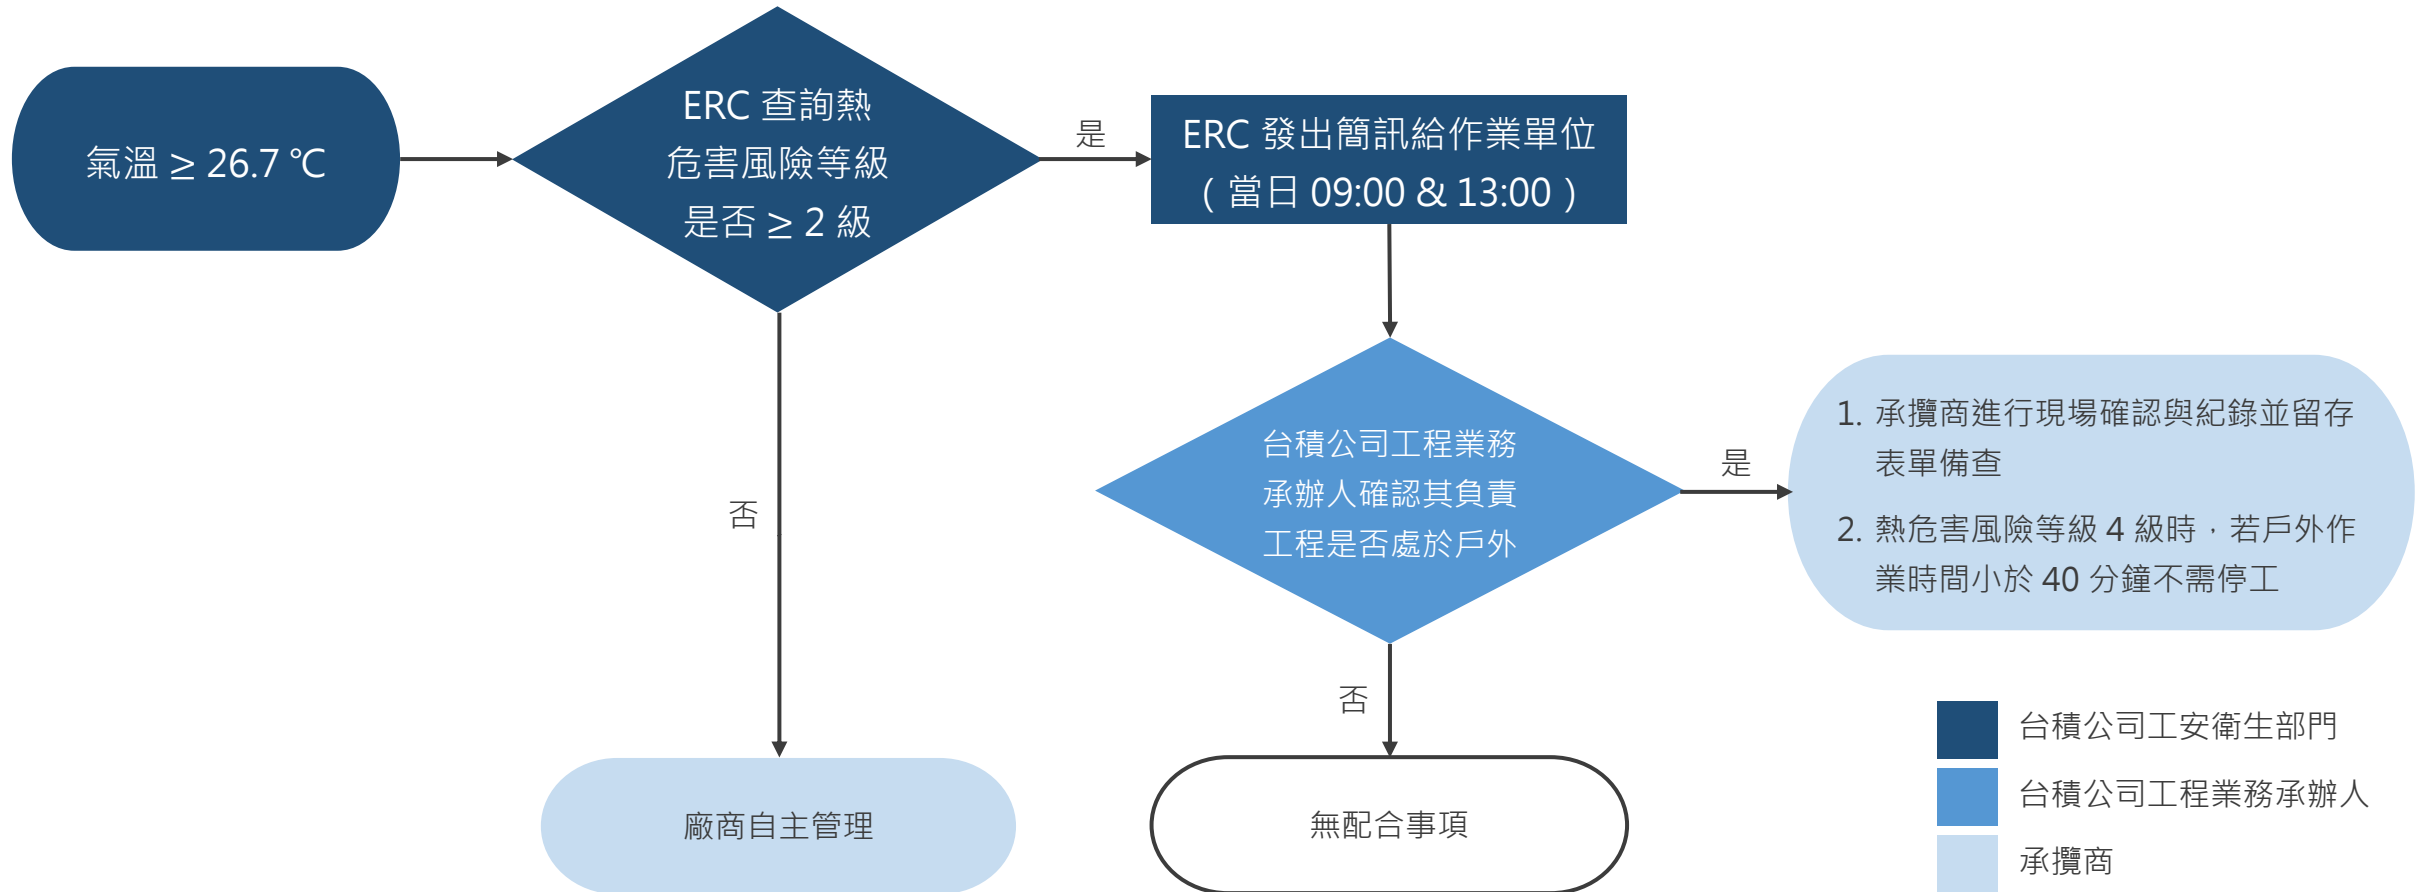 氣溫 ≥ 26.7 ℃
ERC 查詢熱
危害風險等級
是否 ≥ 2 級
是
ERC 發出簡訊給作業單位
（當日 09:00 & 13:00）
否
台積公司工程業務
承辦人確認其負責
工程是否處於戶外
是
1. 承攬商進行現場確認與紀錄並留存
表單備查
2. 熱危害風險等級 4 級時，若戶外作
業時間小於 40 分鐘不需停工
否
廠商自主管理
無配合事項
台積公司工安衛生部門
台積公司工程業務承辦人
承攬商